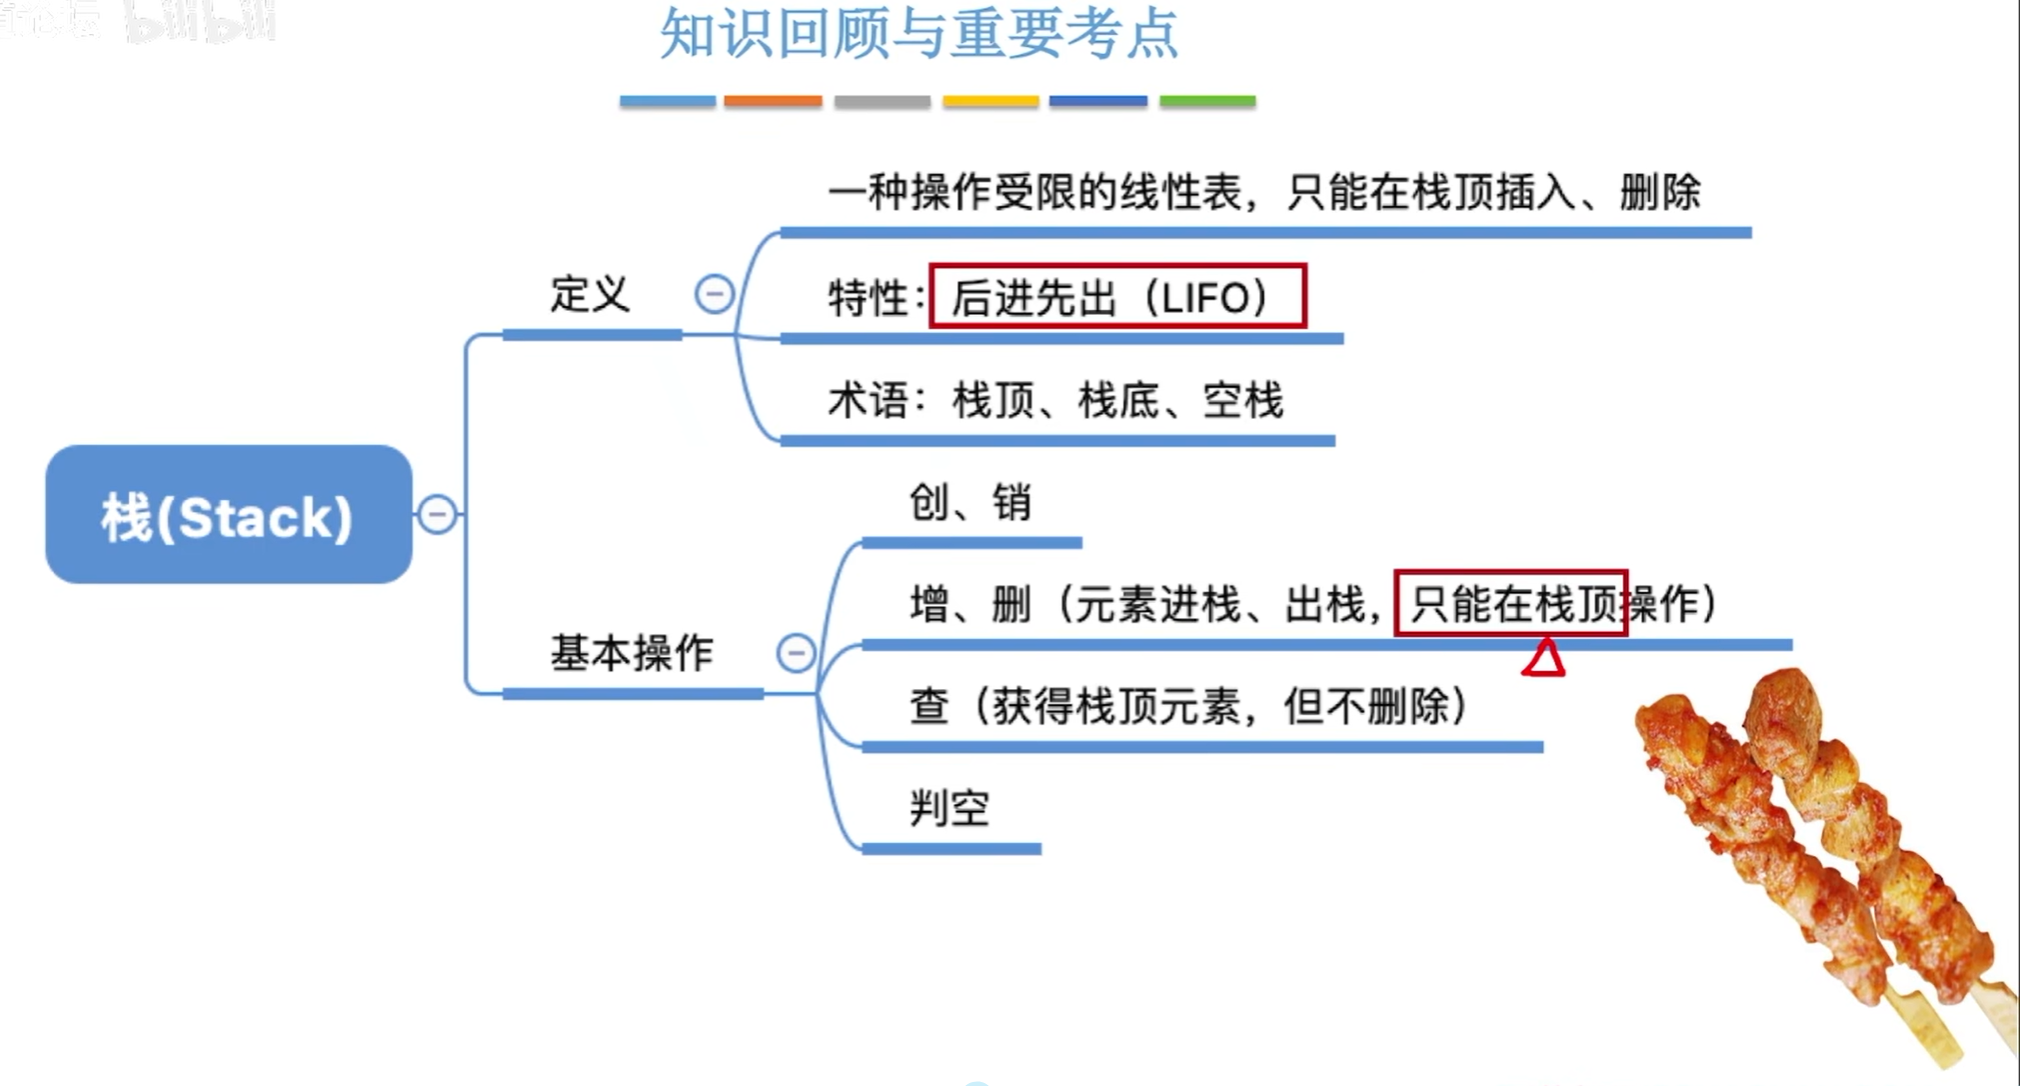 bilibili
知识回顾与重要考点
一种操作受限的线性表，只能在栈顶插入、删除
定义
特性：后进先出（LIFO）
术语：栈顶、栈底、空栈
栈(Stack)
创、销
增、删（元素进栈、出栈，只能在栈顶操作）
基本操作
查（获得栈顶元素，但不删除）
判空